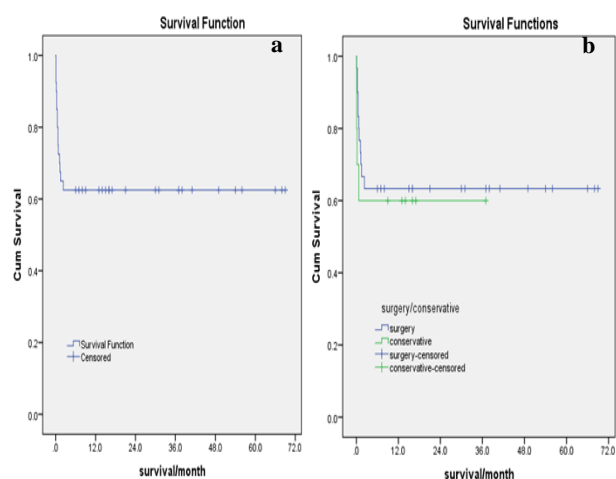 Survival Function
a
1.0
0.8
0.6
0.4
0.2
0.0
Cum Survival
Survival Function
Censored
.0 12.0 24.0 36.0 48.0 60.0 72.0
survival/month
Survival Functions
b
1.0
0.8
0.6
0.4
0.2
0.0
Cum Survival
surgery/conservative
surgery
conservative
surgery-censored
conservative-censored
.0 12.0 24.0 36.0 48.0 60.0 72.0
survival/month